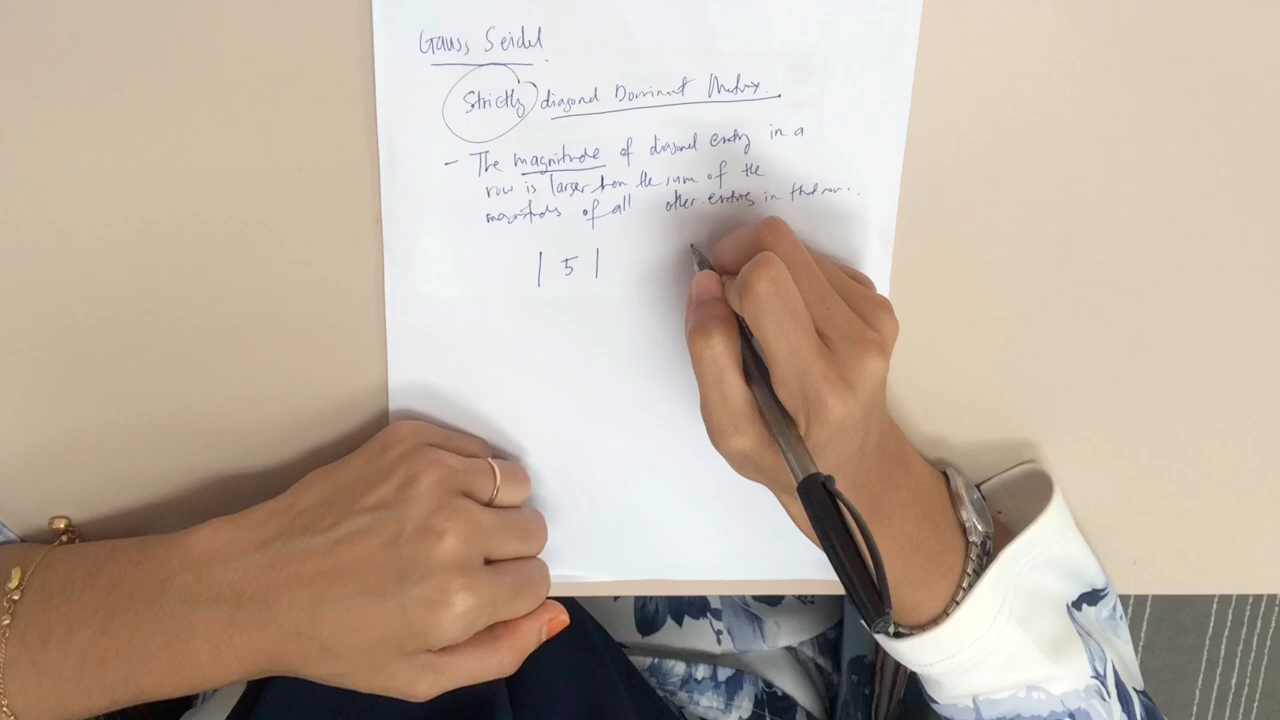 Gauss Seidel
Strictly diagonal Dominant Matrix.
- The magnitude of diagonal entry in a
row is larger than the sum of the
magnitudes of all other entries in that row..
| 5 |